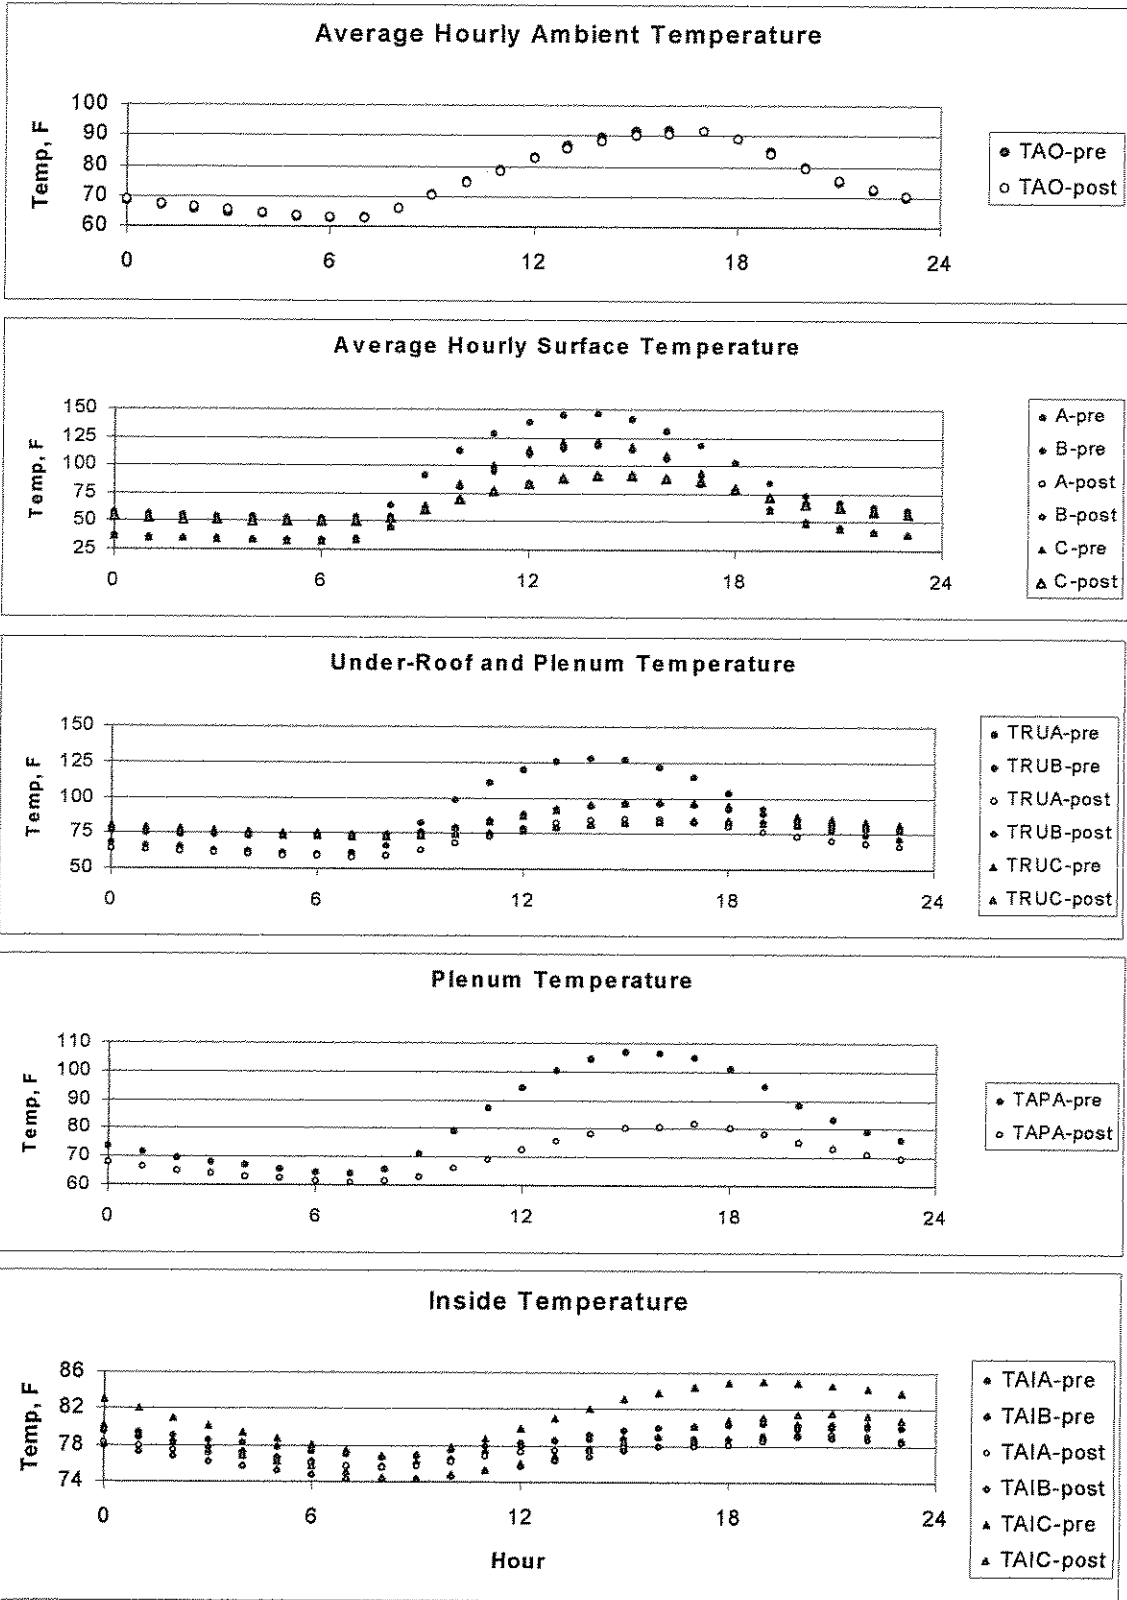 Average Hourly Ambient Temperature
100
90
80
70
60
Temp, F
0 6 12 18 24
TAO-pre
TAO-post
Average Hourly Surface Temperature
150
125
100
75
50
25
Temp, F
0 6 12 18 24
A-pre
B-pre
A-post
B-post
C-pre
C-post
Under-Roof and Plenum Temperature
150
125
100
75
50
Temp, F
0 6 12 18 24
TRUA-pre
TRUB-pre
TRUA-post
TRUB-post
TRUC-pre
TRUC-post
Plenum Temperature
110
100
90
80
70
60
Temp, F
0 6 12 18 24
TAPA-pre
TAPA-post
Inside Temperature
86
82
78
74
Temp, F
0 6 12 18 24
Hour
TAIA-pre
TAIB-pre
TAIA-post
TAIB-post
TAIC-pre
TAIC-post